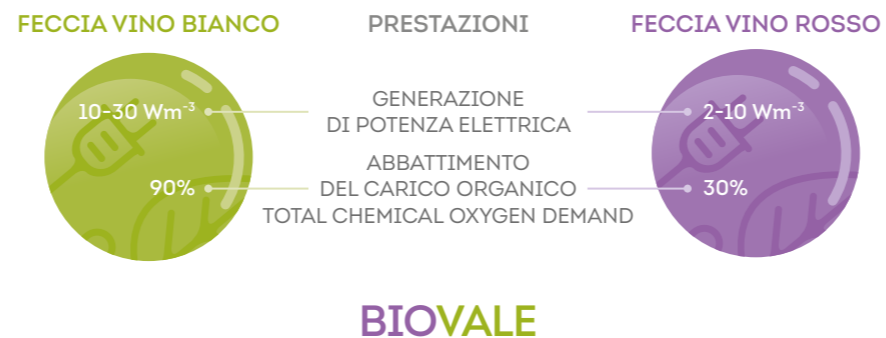 FECCIA VINO BIANCO
PRESTAZIONI
FECCIA VINO ROSSO
10-30 Wm⁻³
GENERAZIONE
DI POTENZA ELETTRICA
2-10 Wm⁻³
90%
ABBATTIMENTO
DEL CARICO ORGANICO
TOTAL CHEMICAL OXYGEN DEMAND
30%
BIOVALE